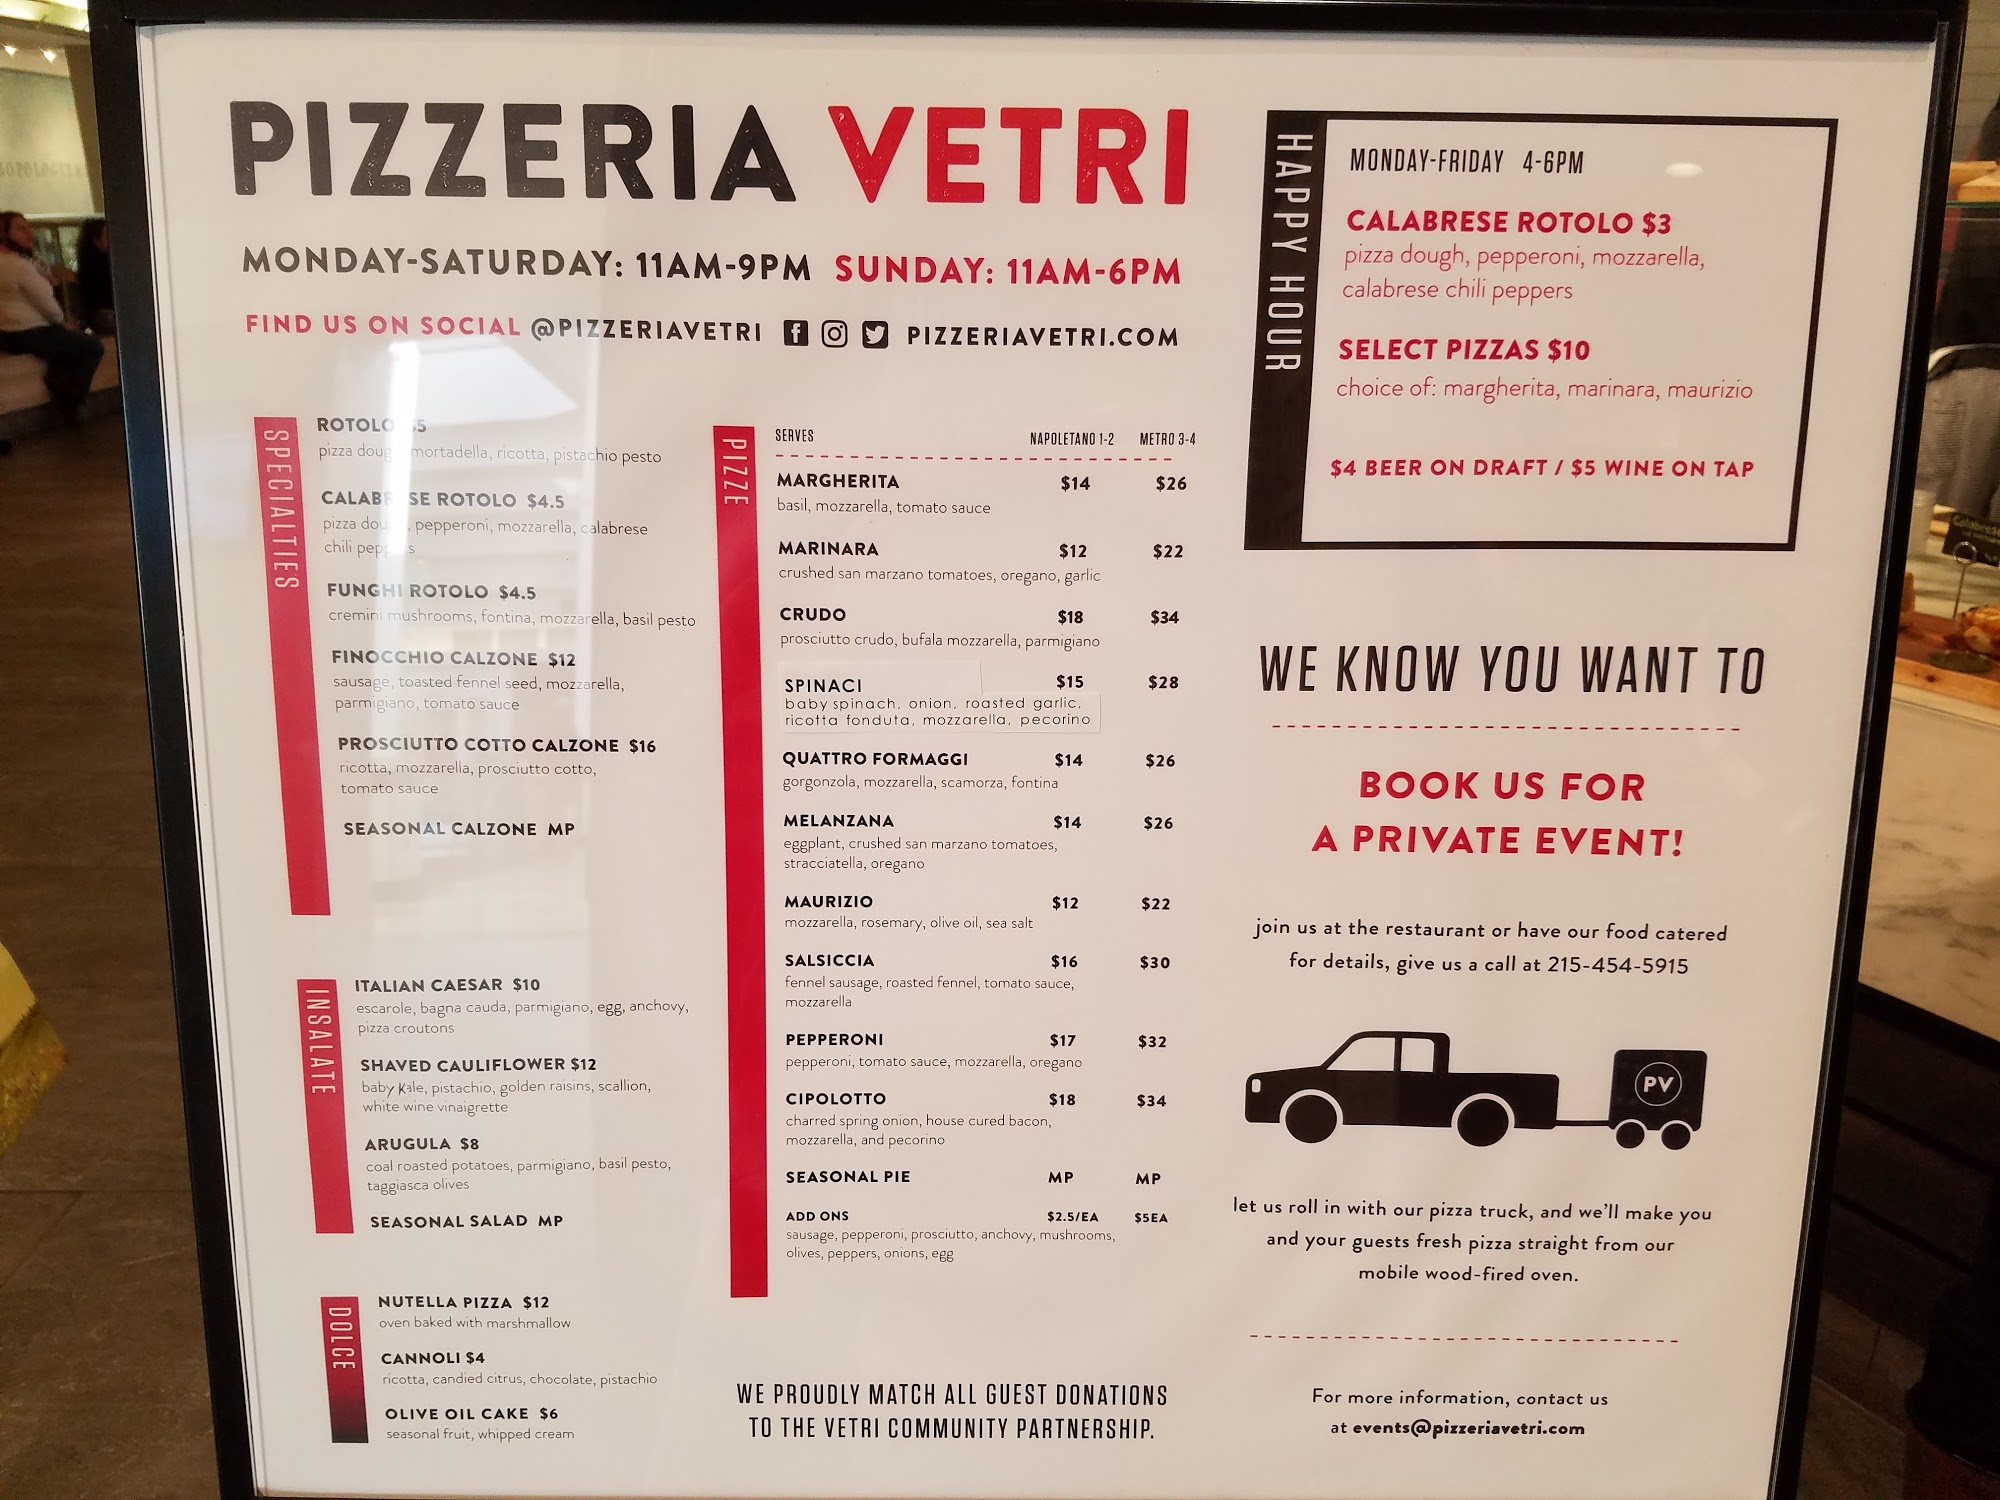 PIZZERIA VETRI
MONDAY-SATURDAY: 11AM-9PM SUNDAY: 11AM-6PM
FIND US ON SOCIAL @PIZZERIAVETRI PIZZERIAVETRI.COM
SPECIALTIES
ROTOLO $5
pizza dough, mortadella, ricotta, pistachio pesto
CALABRESE ROTOLO $4.5
pizza dough, pepperoni, mozzarella, calabrese
chili peppers
FUNGHI ROTOLO $4.5
cremini mushrooms, fontina, mozzarella, basil pesto
FINOCCHIO CALZONE $12
sausage, toasted fennel seed, mozzarella,
parmigiano, tomato sauce
PROSCIUTTO COTTO CALZONE $16
ricotta, mozzarella, prosciutto cotto,
tomato sauce
SEASONAL CALZONE MP
INSALATE
ITALIAN CAESAR $10
escarole, bagna cauda, parmigiano, egg, anchovy,
pizza croutons
SHAVED CAULIFLOWER $12
baby kale, pistachio, golden raisins, scallion,
white wine vinaigrette
ARUGULA $8
coal roasted potatoes, parmigiano, basil pesto,
taggiasca olives
SEASONAL SALAD MP
DOLCE
NUTELLA PIZZA $12
oven baked with marshmallow
CANNOLI $4
ricotta, candied citrus, chocolate, pistachio
OLIVE OIL CAKE $6
seasonal fruit, whipped cream
PIZZE
SERVES NAPOLETANO 1-2 METRO 3-4
MARGHERITA $14 $26
basil, mozzarella, tomato sauce
MARINARA $12 $22
crushed san marzano tomatoes, oregano, garlic
CRUDO $18 $34
prosciutto crudo, bufala mozzarella, parmigiano
SPINACI $15 $28
baby spinach, onion, roasted garlic,
ricotta fonduta, mozzarella, pecorino
QUATTRO FORMAGGI $14 $26
gorgonzola, mozzarella, scamorza, fontina
MELANZANA $14 $26
eggplant, crushed san marzano tomatoes,
stracciatella, oregano
MAURIZIO $12 $22
mozzarella, rosemary, olive oil, sea salt
SALSICCIA $16 $30
fennel sausage, roasted fennel, tomato sauce,
mozzarella
PEPPERONI $17 $32
pepperoni, tomato sauce, mozzarella, oregano
CIPOLOTTO $18 $34
charred spring onion, house cured bacon,
mozzarella, and pecorino
SEASONAL PIE MP MP
ADD ONS $2.5/EA $5EA
sausage, pepperoni, prosciutto, anchovy, mushrooms,
olives, peppers, onions, egg
WE PROUDLY MATCH ALL GUEST DONATIONS
TO THE VETRI COMMUNITY PARTNERSHIP.
HAPPY HOUR
MONDAY-FRIDAY 4-6PM
CALABRESE ROTOLO $3
pizza dough, pepperoni, mozzarella,
calabrese chili peppers
SELECT PIZZAS $10
choice of: margherita, marinara, maurizio
$4 BEER ON DRAFT / $5 WINE ON TAP
WE KNOW YOU WANT TO
BOOK US FOR
A PRIVATE EVENT!
join us at the restaurant or have our food catered
for details, give us a call at 215-454-5915
PV
let us roll in with our pizza truck, and we'll make you
and your guests fresh pizza straight from our
mobile wood-fired oven.
For more information, contact us
at events@pizzeriavetri.com